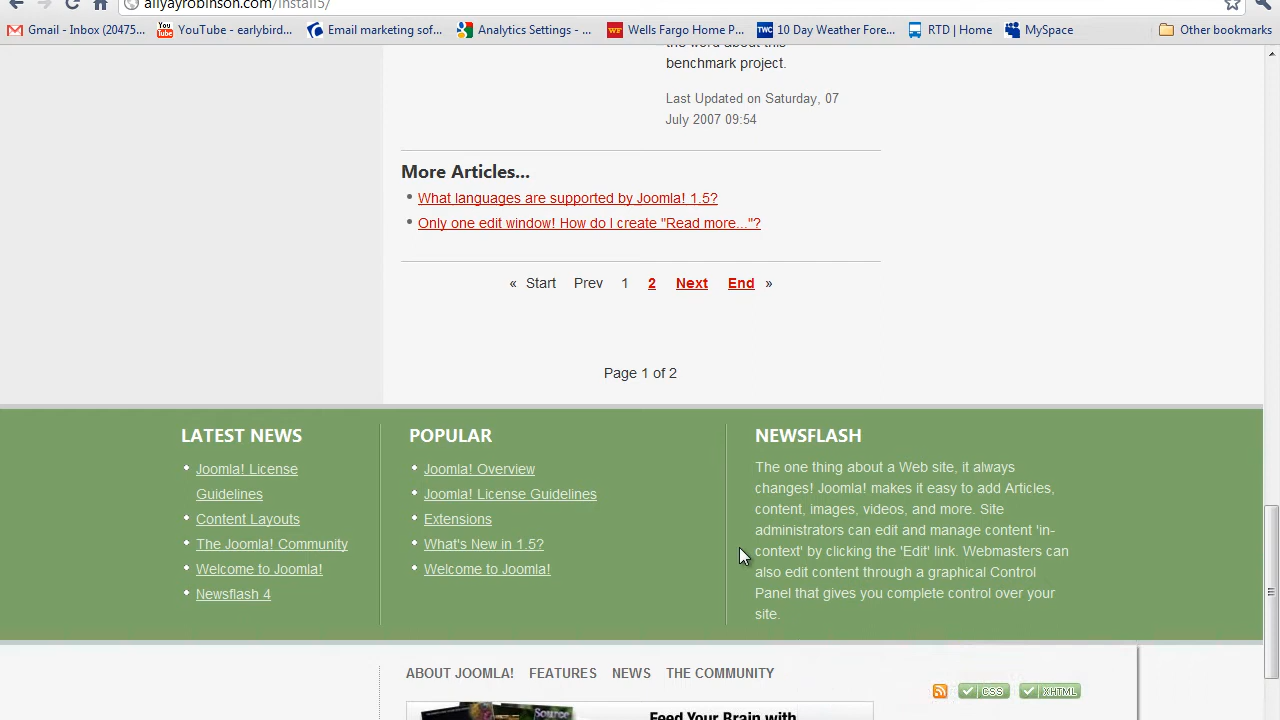 allyayrobinson.com/install5/
Gmail - Inbox (20475...
YouTube - earlybird...
Email marketing sof...
Analytics Settings - ...
Wells Fargo Home P...
10 Day Weather Fore...
RTD | Home
MySpace
Other bookmarks
the word about this
benchmark project.
Last Updated on Saturday, 07
July 2007 09:54
More Articles...
What languages are supported by Joomla! 1.5?
Only one edit window! How do I create "Read more..."?
« Start Prev 1 2 Next End »
Page 1 of 2
LATEST NEWS
Joomla! License
Guidelines
Content Layouts
The Joomla! Community
Welcome to Joomla!
Newsflash 4
POPULAR
Joomla! Overview
Joomla! License Guidelines
Extensions
What's New in 1.5?
Welcome to Joomla!
NEWSFLASH
The one thing about a Web site, it always
changes! Joomla! makes it easy to add Articles,
content, images, videos, and more. Site
administrators can edit and manage content 'in-
context' by clicking the 'Edit' link. Webmasters can
also edit content through a graphical Control
Panel that gives you complete control over your
site.
ABOUT JOOMLA! FEATURES NEWS THE COMMUNITY
CSS
XHTML
Source
Feed Your Brain with